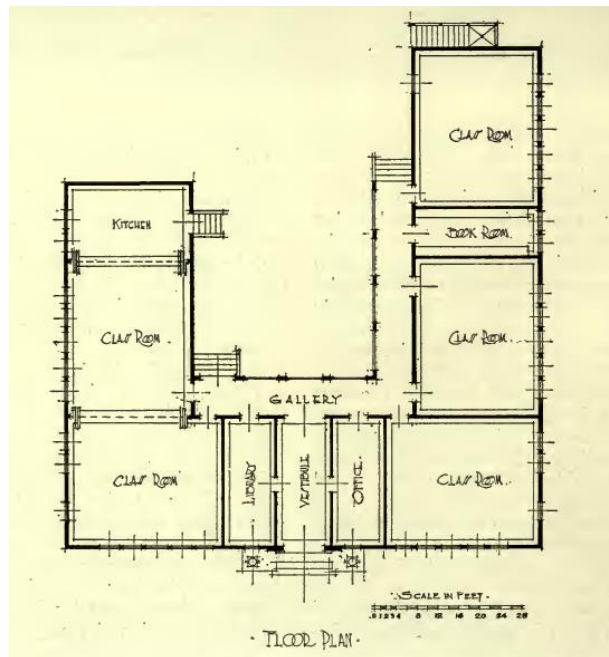 CLASS ROOM
BOOK ROOM
KITCHEN
CLASS ROOM
CLASS ROOM
GALLERY
CLASS ROOM
LIBRARY
VESTIBULE
OFFICE
CLASS ROOM
·SCALE IN FEET·
0 1 2 3 4 8 12 16 20 24 28
·FLOOR PLAN·